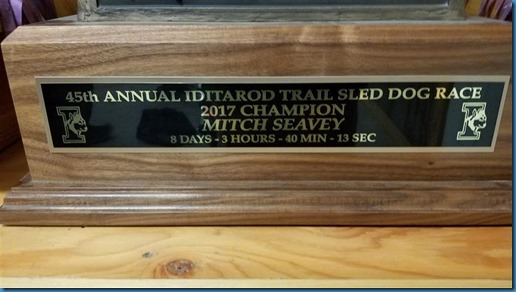 45th ANNUAL IDITAROD TRAIL SLED DOG RACE
2017 CHAMPION
MITCH SEAVEY
8 DAYS - 3 HOURS - 40 MIN - 13 SEC